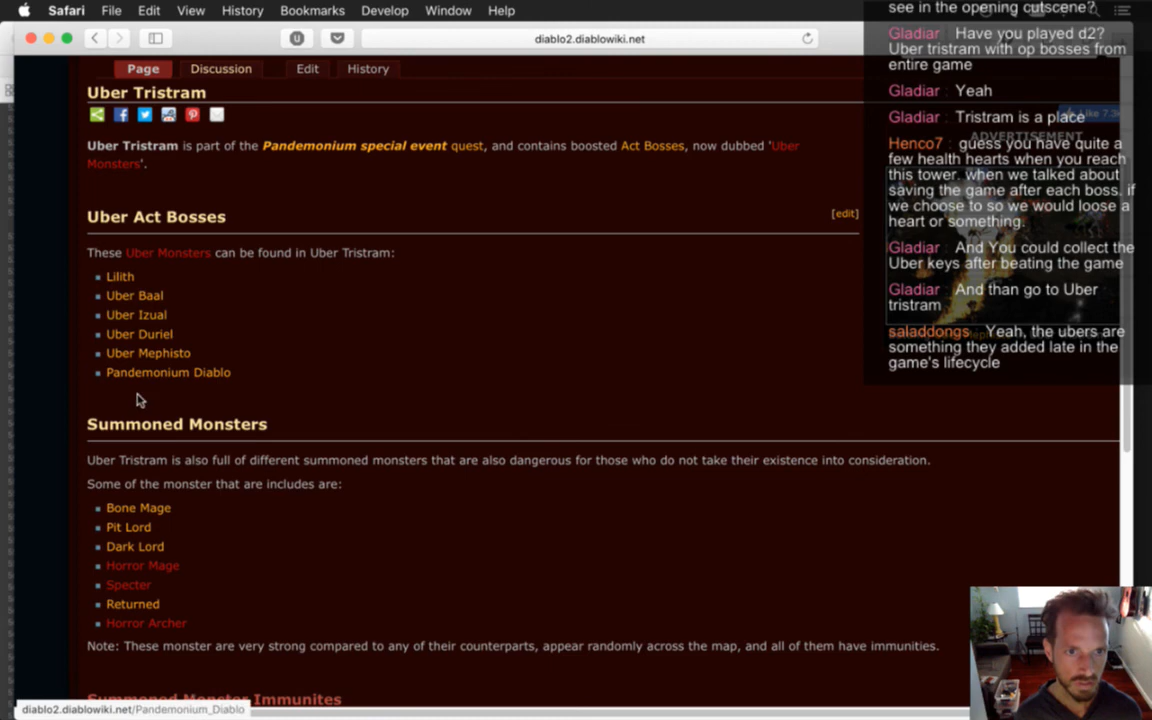 Safari File Edit View History Bookmarks Develop Window Help
diablo2.diablowiki.net
Page Discussion Edit History
Uber Tristram
Uber Tristram is part of the Pandemonium special event quest, and contains boosted Act Bosses, now dubbed 'Uber
Monsters'.
Uber Act Bosses
[edit]
These Uber Monsters can be found in Uber Tristram:
Lilith
Uber Baal
Uber Izual
Uber Duriel
Uber Mephisto
Pandemonium Diablo
Summoned Monsters
Uber Tristram is also full of different summoned monsters that are also dangerous for those who do not take their existence into consideration.
Some of the monster that are includes are:
Bone Mage
Pit Lord
Dark Lord
Horror Mage
Specter
Returned
Horror Archer
Note: These monster are very strong compared to any of their counterparts, appear randomly across the map, and all of them have immunities.
Summoned Monster Immunites
diablo2.diablowiki.net/Pandemonium_Diablo
see in the opening cutscene?
Gladiar : Have you played d2?
Uber tristram with op bosses from
entire game
Gladiar : Yeah
Gladiar : Tristram is a place
Like 7.3
ADVERTISEMENT
Henco7 : guess you have quite a
few health hearts when you reach
this tower. when we talked about
saving the game after each boss. if
we choose to so we would loose a
heart or something.
Gladiar : And You could collect the
Uber keys after beating the game
Gladiar : And than go to Uber
tristram
saladdongs : Yeah, the ubers are
something they added late in the
game's lifecycle